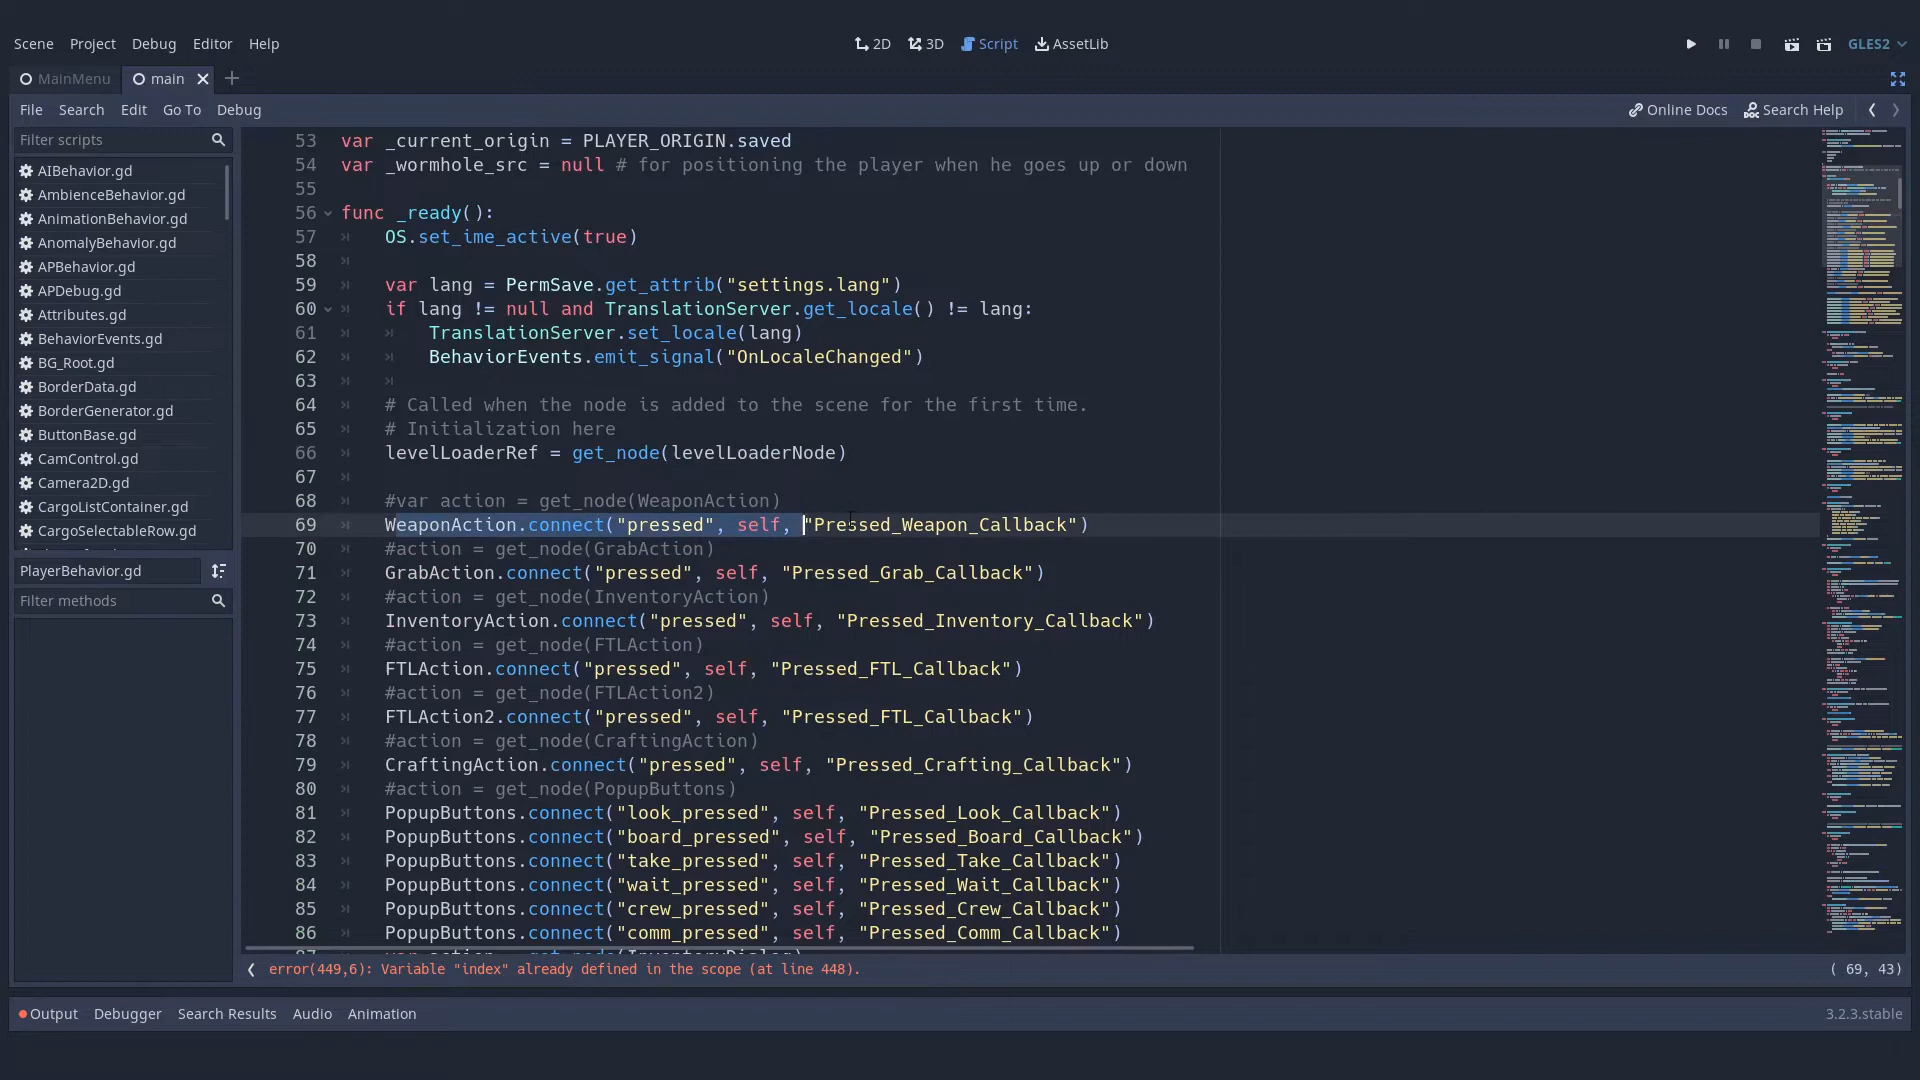 Scene Project Debug Editor Help
2D 3D Script AssetLib
GLES2
MainMenu main
File Search Edit Go To Debug
Online Docs Search Help
Filter scripts
AIBehavior.gd
AmbienceBehavior.gd
AnimationBehavior.gd
AnomalyBehavior.gd
APBehavior.gd
APDebug.gd
Attributes.gd
BehaviorEvents.gd
BG_Root.gd
BorderData.gd
BorderGenerator.gd
ButtonBase.gd
CamControl.gd
Camera2D.gd
CargoListContainer.gd
CargoSelectableRow.gd
PlayerBehavior.gd
Filter methods
53 var _current_origin = PLAYER_ORIGIN.saved
54 var _wormhole_src = null # for positioning the player when he goes up or down
55
56 func _ready():
57 OS.set_ime_active(true)
58
59 var lang = PermSave.get_attrib("settings.lang")
60 if lang != null and TranslationServer.get_locale() != lang:
61 TranslationServer.set_locale(lang)
62 BehaviorEvents.emit_signal("OnLocaleChanged")
63
64 # Called when the node is added to the scene for the first time.
65 # Initialization here
66 levelLoaderRef = get_node(levelLoaderNode)
67
68 #var action = get_node(WeaponAction)
69 WeaponAction.connect("pressed", self, "Pressed_Weapon_Callback")
70 #action = get_node(GrabAction)
71 GrabAction.connect("pressed", self, "Pressed_Grab_Callback")
72 #action = get_node(InventoryAction)
73 InventoryAction.connect("pressed", self, "Pressed_Inventory_Callback")
74 #action = get_node(FTLAction)
75 FTLAction.connect("pressed", self, "Pressed_FTL_Callback")
76 #action = get_node(FTLAction2)
77 FTLAction2.connect("pressed", self, "Pressed_FTL_Callback")
78 #action = get_node(CraftingAction)
79 CraftingAction.connect("pressed", self, "Pressed_Crafting_Callback")
80 #action = get_node(PopupButtons)
81 PopupButtons.connect("look_pressed", self, "Pressed_Look_Callback")
82 PopupButtons.connect("board_pressed", self, "Pressed_Board_Callback")
83 PopupButtons.connect("take_pressed", self, "Pressed_Take_Callback")
84 PopupButtons.connect("wait_pressed", self, "Pressed_Wait_Callback")
85 PopupButtons.connect("crew_pressed", self, "Pressed_Crew_Callback")
86 PopupButtons.connect("comm_pressed", self, "Pressed_Comm_Callback")
error(449,6): Variable "index" already defined in the scope (at line 448).
( 69, 43)
Output Debugger Search Results Audio Animation
3.2.3.stable